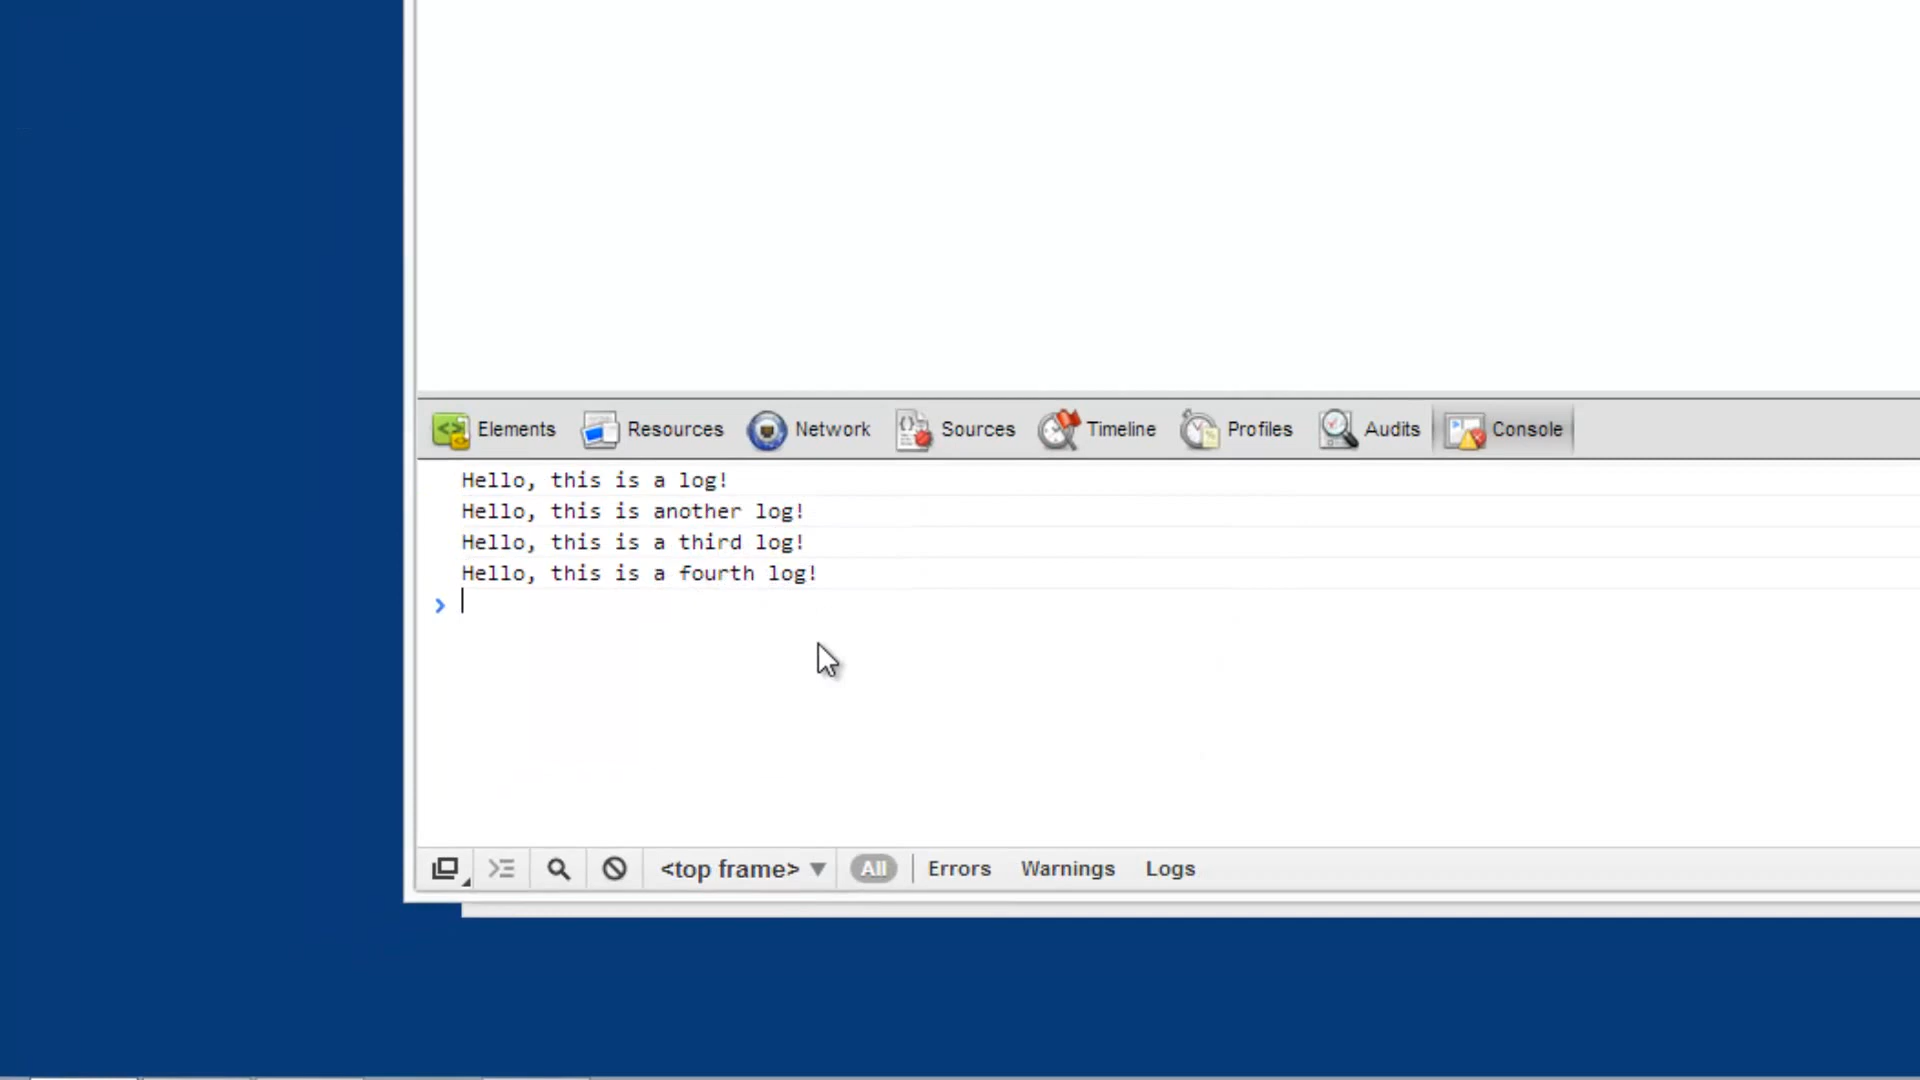 Elements Resources Network Sources Timeline Profiles Audits Console
Hello, this is a log!
Hello, this is another log!
Hello, this is a third log!
Hello, this is a fourth log!
<top frame> All Errors Warnings Logs